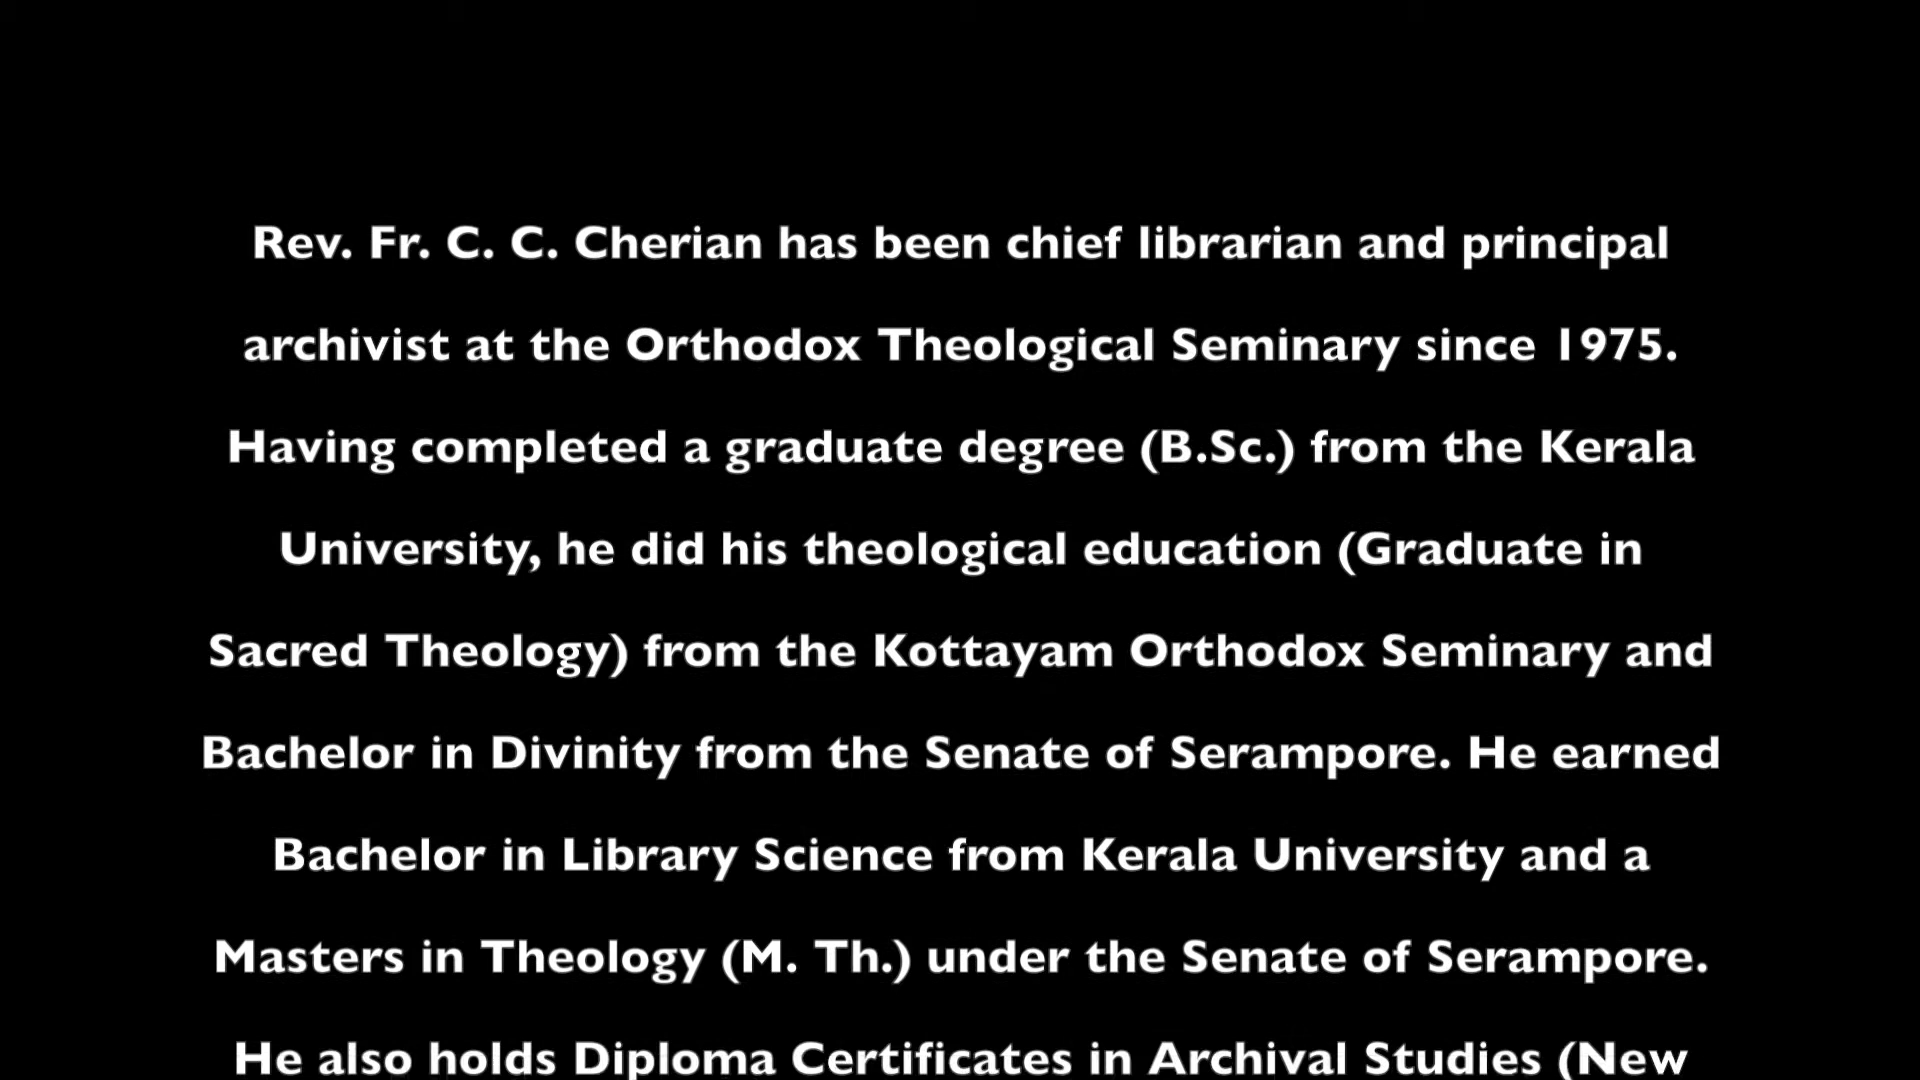 Rev. Fr. C. C. Cherian has been chief librarian and principal
archivist at the Orthodox Theological Seminary since 1975.
Having completed a graduate degree (B.Sc.) from the Kerala
University, he did his theological education (Graduate in
Sacred Theology) from the Kottayam Orthodox Seminary and
Bachelor in Divinity from the Senate of Serampore. He earned
Bachelor in Library Science from Kerala University and a
Masters in Theology (M. Th.) under the Senate of Serampore.
He also holds Diploma Certificates in Archival Studies (New